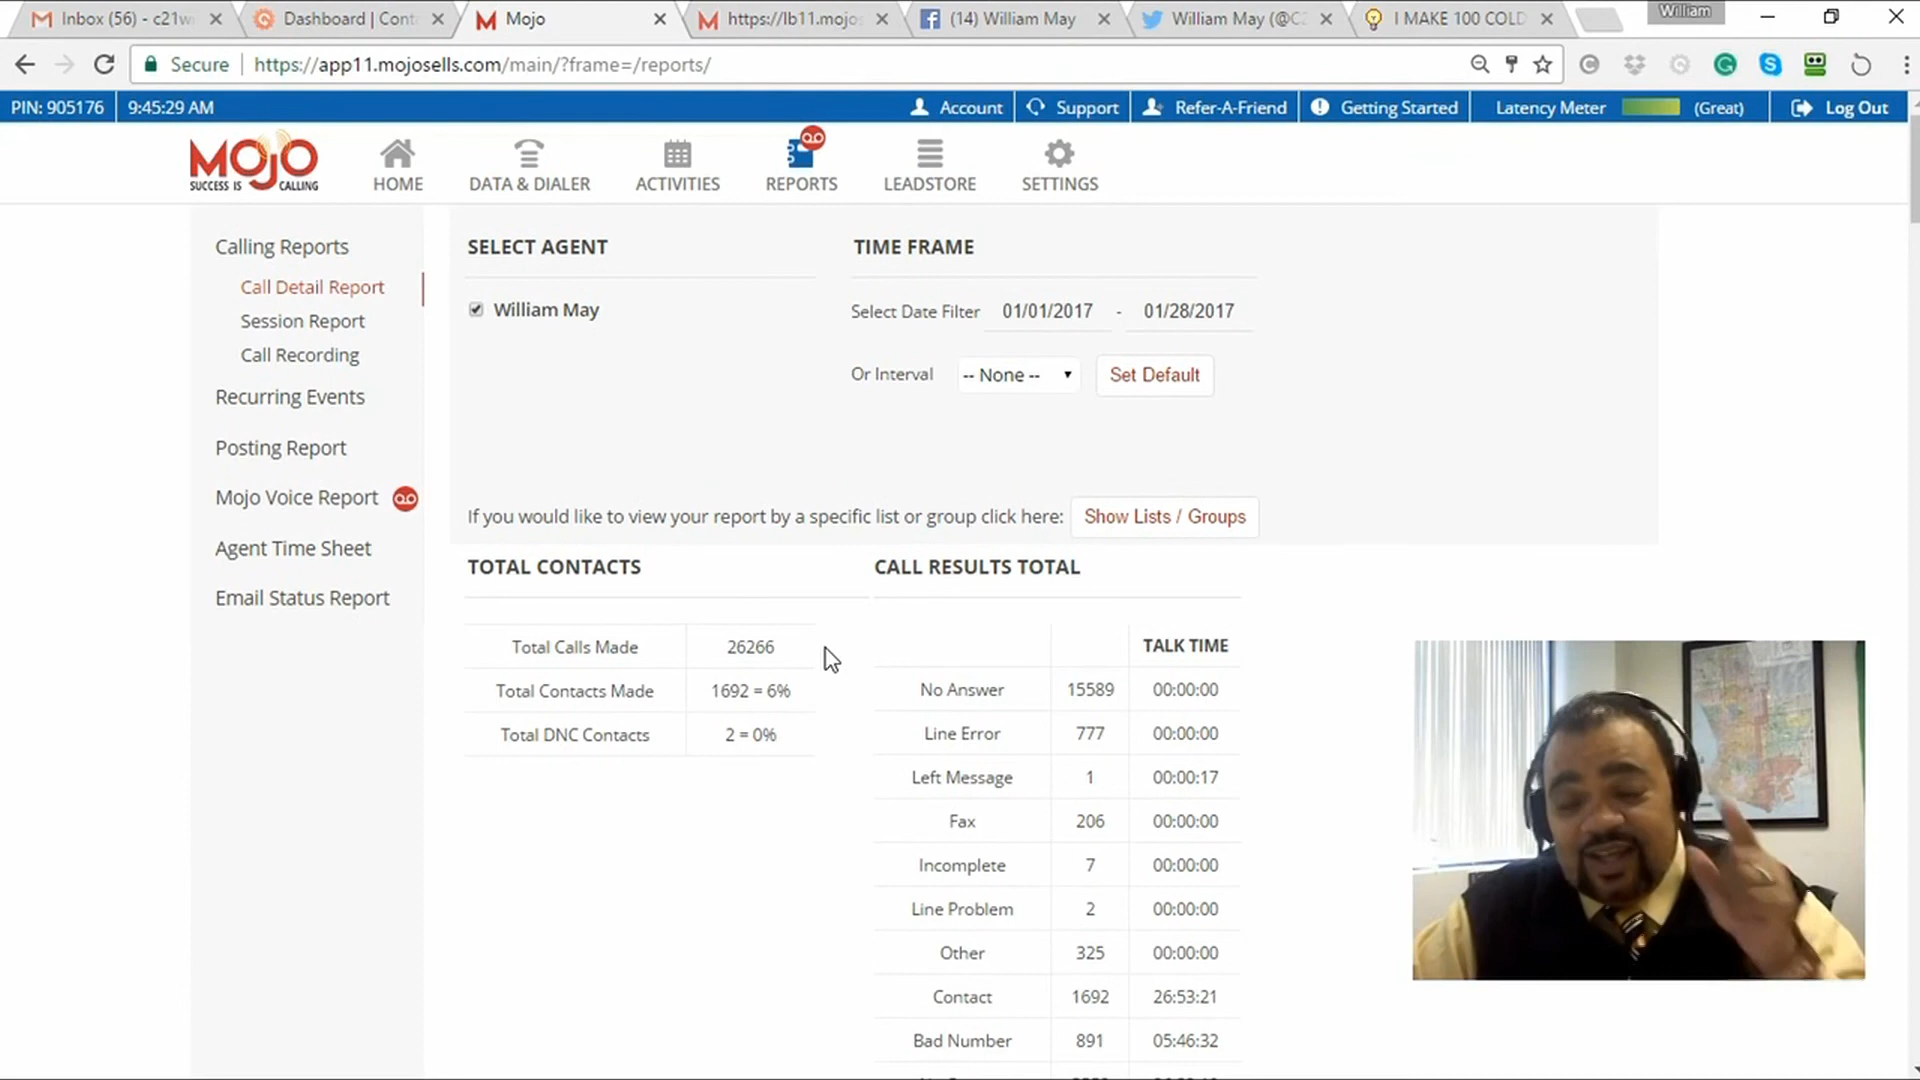 Inbox (56) - c21w
Dashboard | Cont
Mojo
https://lb11.mojos
(14) William May
William May (@C
I MAKE 100 COLD
William
Secure
https://app11.mojosells.com/main/?frame=/reports/
PIN: 905176
9:45:29 AM
Account
Support
Refer-A-Friend
Getting Started
Latency Meter
(Great)
Log Out
MOJO
SUCCESS IS CALLING
HOME
DATA & DIALER
ACTIVITIES
REPORTS
LEADSTORE
SETTINGS
Calling Reports
Call Detail Report
Session Report
Call Recording
Recurring Events
Posting Report
Mojo Voice Report
Agent Time Sheet
Email Status Report
SELECT AGENT
William May
TIME FRAME
Select Date Filter 01/01/2017 - 01/28/2017
Or Interval -- None -- Set Default
If you would like to view your report by a specific list or group click here: Show Lists / Groups
TOTAL CONTACTS
Total Calls Made 26266
Total Contacts Made 1692 = 6%
Total DNC Contacts 2 = 0%
CALL RESULTS TOTAL
TALK TIME
No Answer 15589 00:00:00
Line Error 777 00:00:00
Left Message 1 00:00:17
Fax 206 00:00:00
Incomplete 7 00:00:00
Line Problem 2 00:00:00
Other 325 00:00:00
Contact 1692 26:53:21
Bad Number 891 05:46:32